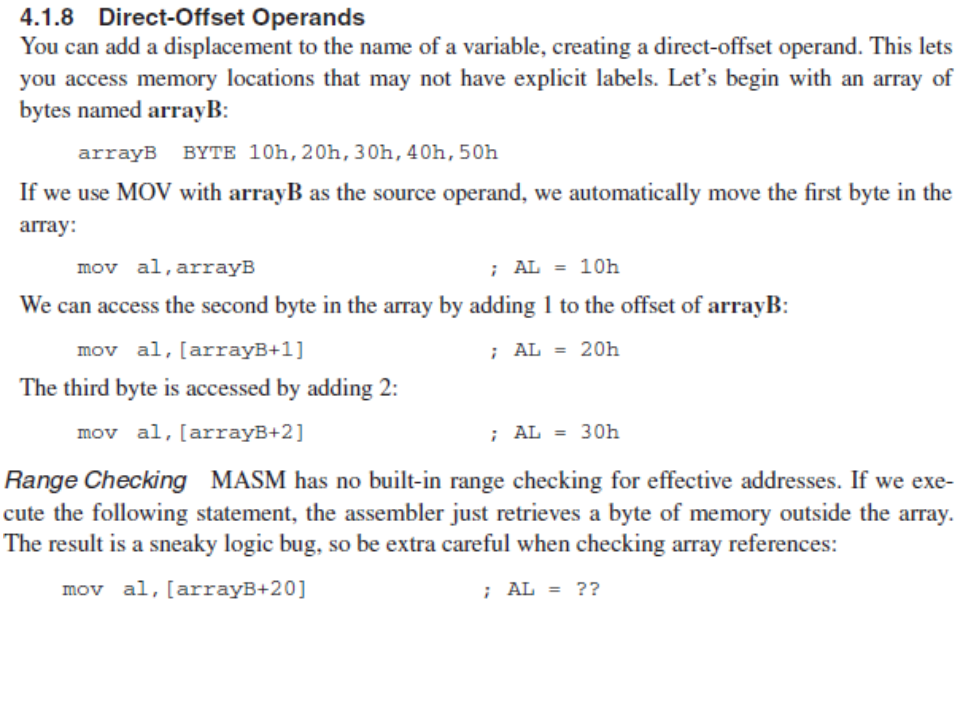 4.1.8 Direct-Offset Operands
You can add a displacement to the name of a variable, creating a direct-offset operand. This lets
you access memory locations that may not have explicit labels. Let's begin with an array of
bytes named arrayB:
arrayB BYTE 10h,20h,30h,40h,50h
If we use MOV with arrayB as the source operand, we automatically move the first byte in the
array:
mov al,arrayB ; AL = 10h
We can access the second byte in the array by adding 1 to the offset of arrayB:
mov al,[arrayB+1] ; AL = 20h
The third byte is accessed by adding 2:
mov al,[arrayB+2] ; AL = 30h
Range Checking MASM has no built-in range checking for effective addresses. If we exe-
cute the following statement, the assembler just retrieves a byte of memory outside the array.
The result is a sneaky logic bug, so be extra careful when checking array references:
mov al,[arrayB+20] ; AL = ??